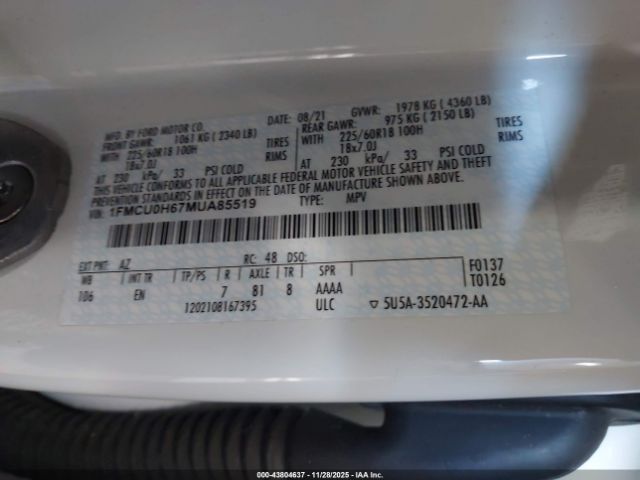 MFD. BY FORD MOTOR CO. DATE: 08/21 GVWR: 1978 KG ( 4360 LB)
FRONT GAWR: 1061 KG ( 2340 LB) REAR GAWR: 975 KG ( 2150 LB)
WITH 225/60R18 100H TIRES WITH 225/60R18 100H TIRES
18x7.0J RIMS 18x7.0J RIMS
AT 230 kPa/ 33 PSI COLD AT 230 kPa/ 33 PSI COLD
THIS VEHICLE CONFORMS TO ALL APPLICABLE FEDERAL MOTOR VEHICLE SAFETY AND THEFT
PREVENTION STANDARDS IN EFFECT ON THE DATE OF MANUFACTURE SHOWN ABOVE.
VIN: 1FMCU0H67MUA85519 TYPE: MPV
EXT PNT: AZ RC: 48 DSO: F0137
WB INT TR TP/PS R AXLE TR SPR T0126
106 EN 7 81 8 AAAA
1202108167395 ULC ▽ 5U5A-3520472-AA
00-43804637 - 11/28/2025 - IAA Inc.